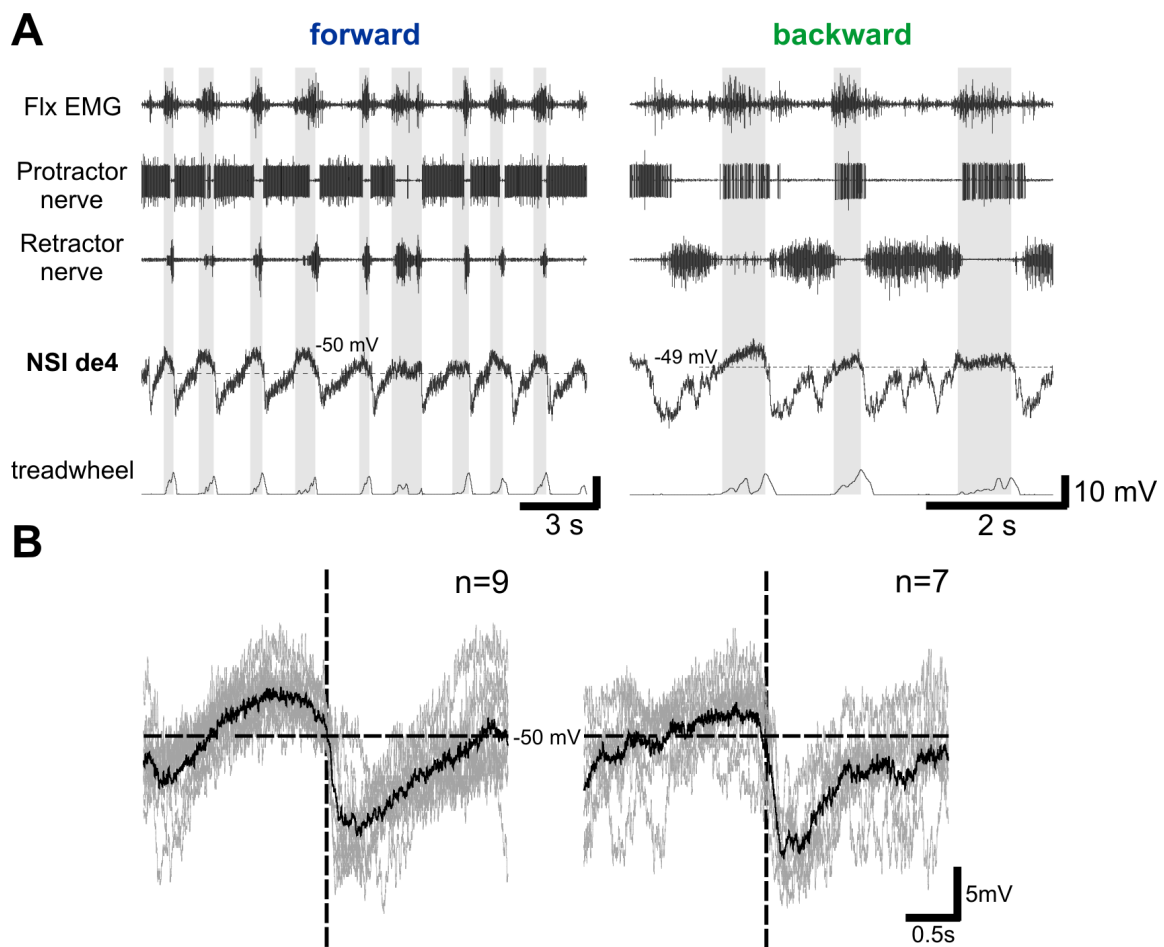 A
forward
backward
Flx EMG
Protractor
nerve
Retractor
nerve
NSI de4
-50 mV
-49 mV
treadwheel
3 s
2 s
10 mV
B
n=9
n=7
-50 mV
5mV
0.5s